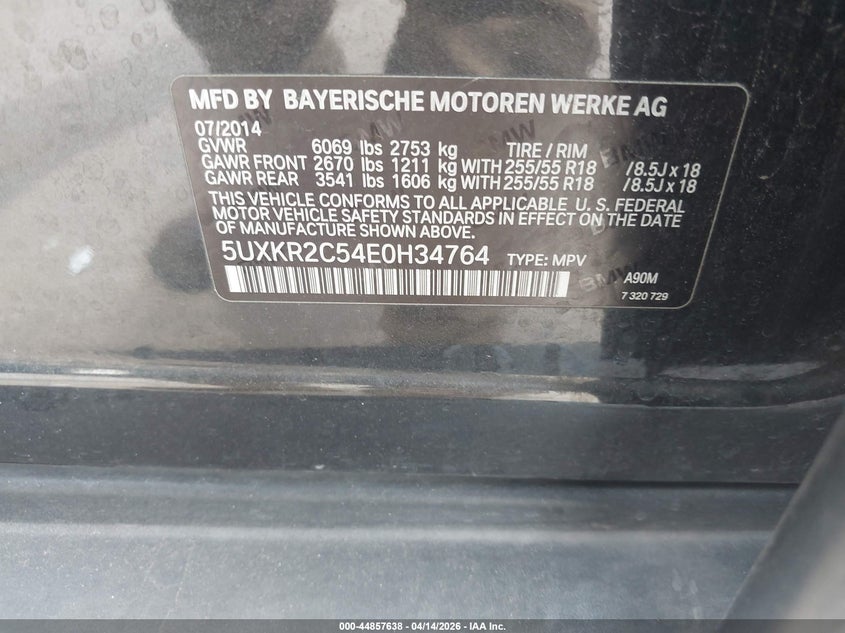 MFD BY BAYERISCHE MOTOREN WERKE AG
07/2014
GVWR 6069 lbs 2753 kg TIRE / RIM
GAWR FRONT 2670 lbs 1211 kg WITH 255/55 R18 /8.5J x 18
GAWR REAR 3541 lbs 1606 kg WITH 255/55 R18 /8.5J x 18
THIS VEHICLE CONFORMS TO ALL APPLICABLE U. S. FEDERAL
MOTOR VEHICLE SAFETY STANDARDS IN EFFECT ON THE DATE
OF MANUFACTURE SHOWN ABOVE.
5UXKR2C54E0H34764 TYPE: MPV
BMW A90M
7 320 729
000-44857638 - 04/14/2026 - IAA Inc.